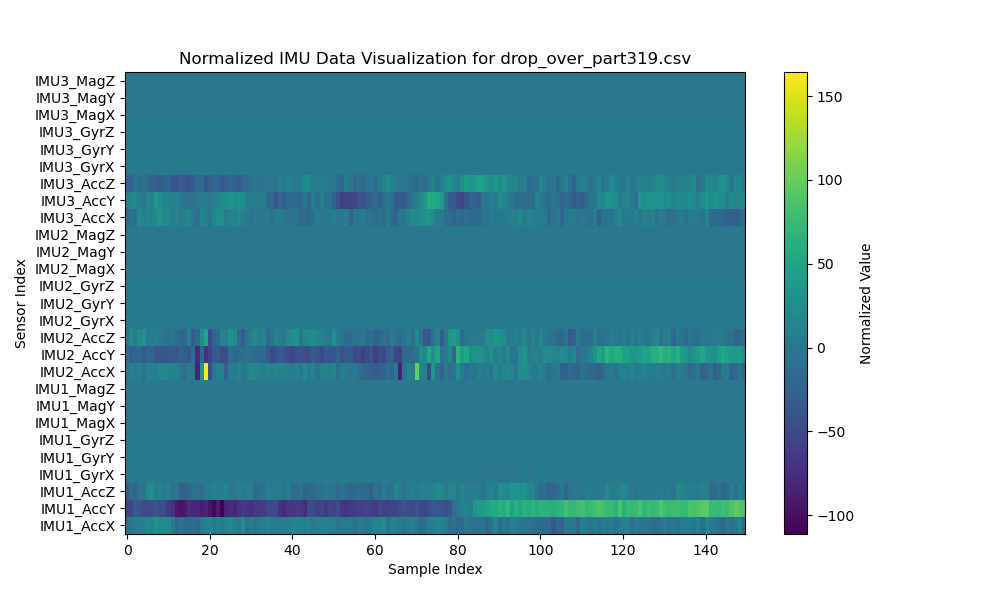 Normalized IMU Data Visualization for drop_over_part319.csv
IMU3_MagZ
IMU3_MagY
IMU3_MagX
IMU3_GyrZ
IMU3_GyrY
IMU3_GyrX
IMU3_AccZ
IMU3_AccY
IMU3_AccX
IMU2_MagZ
IMU2_MagY
IMU2_MagX
IMU2_GyrZ
IMU2_GyrY
IMU2_GyrX
IMU2_AccZ
IMU2_AccY
IMU2_AccX
IMU1_MagZ
IMU1_MagY
IMU1_MagX
IMU1_GyrZ
IMU1_GyrY
IMU1_GyrX
IMU1_AccZ
IMU1_AccY
IMU1_AccX
Sensor Index
0 20 40 60 80 100 120 140
Sample Index
150
100
50
0
−50
−100
Normalized Value